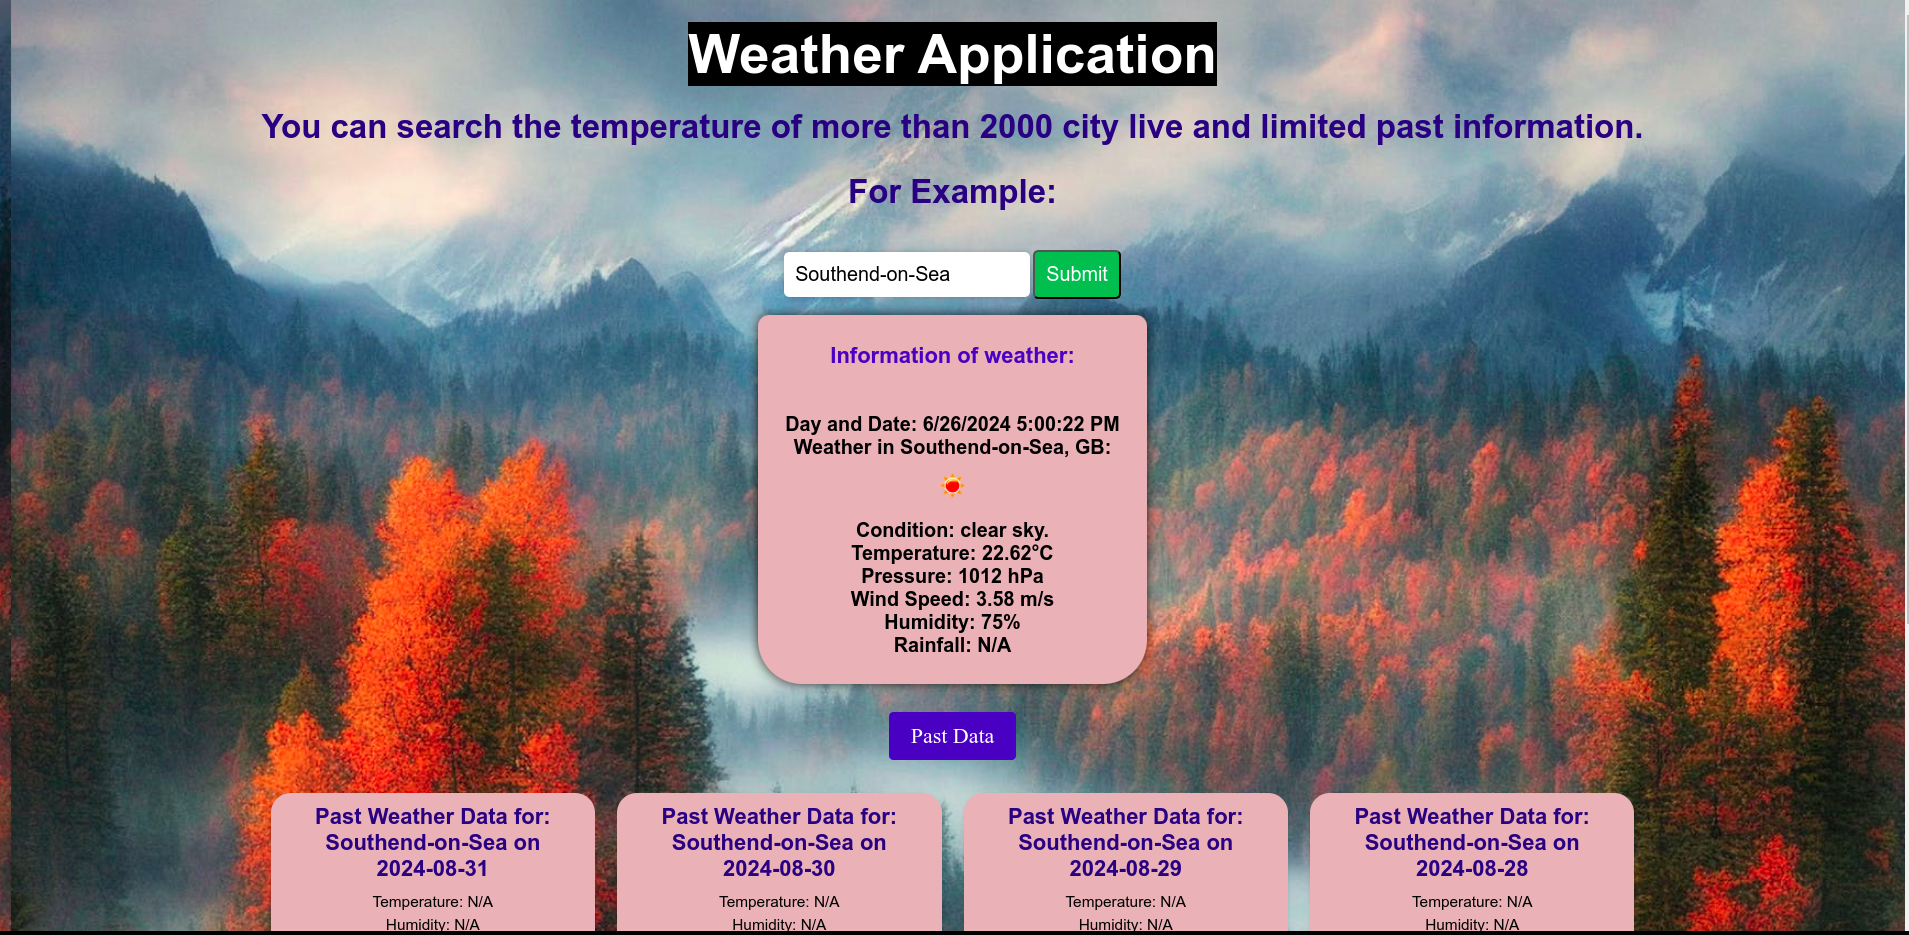 Weather Application
You can search the temperature of more than 2000 city live and limited past information.
For Example:
Southend-on-Sea
Submit
Information of weather:
Day and Date: 6/26/2024 5:00:22 PM
Weather in Southend-on-Sea, GB:
Condition: clear sky.
Temperature: 22.62°C
Pressure: 1012 hPa
Wind Speed: 3.58 m/s
Humidity: 75%
Rainfall: N/A
Past Data
Past Weather Data for:
Southend-on-Sea on
2024-08-31
Temperature: N/A
Humidity: N/A
Past Weather Data for:
Southend-on-Sea on
2024-08-30
Temperature: N/A
Humidity: N/A
Past Weather Data for:
Southend-on-Sea on
2024-08-29
Temperature: N/A
Humidity: N/A
Past Weather Data for:
Southend-on-Sea on
2024-08-28
Temperature: N/A
Humidity: N/A